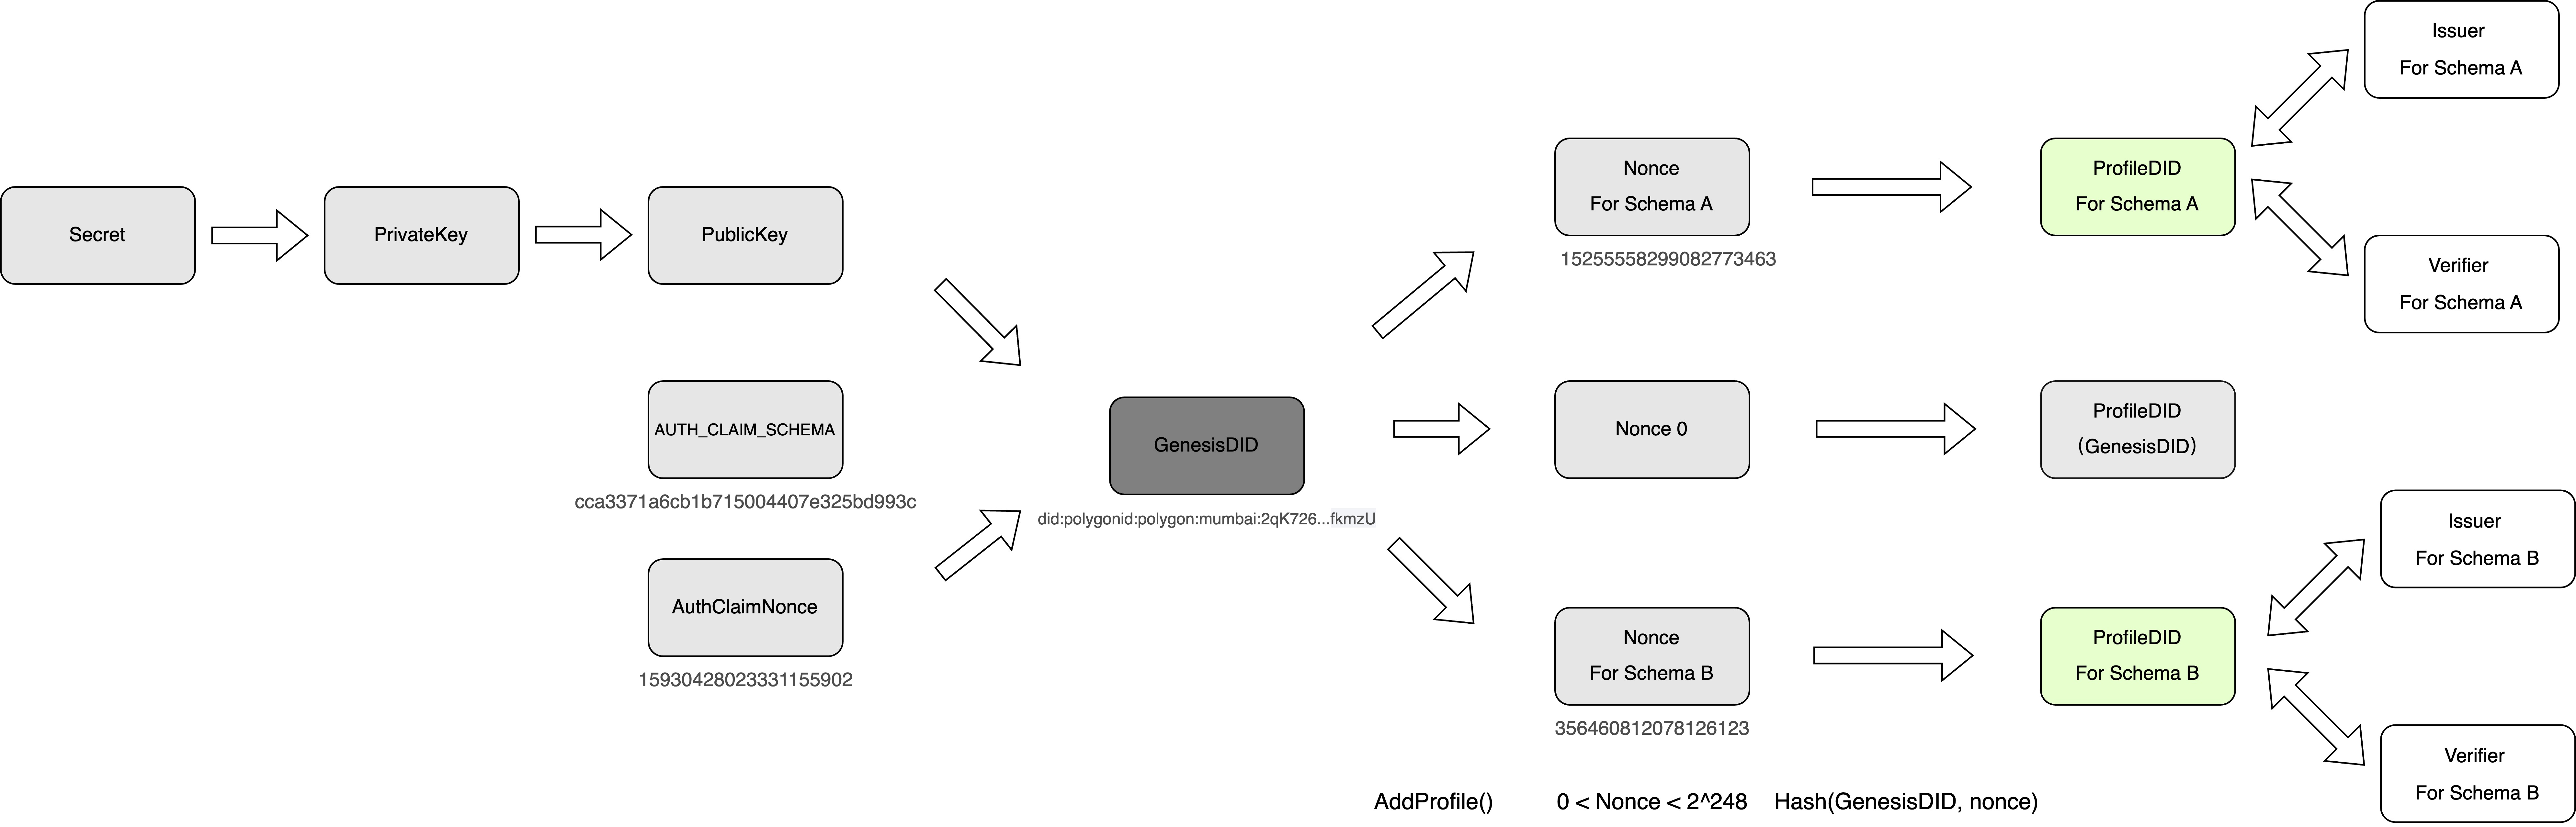 Secret
PrivateKey
PublicKey
AUTH_CLAIM_SCHEMA
cca3371a6cb1b715004407e325bd993c
AuthClaimNonce
15930428023331155902
GenesisDID
did:polygonid:polygon:mumbai:2qK726...fkmzU
Nonce
For Schema A
15255558299082773463
Nonce 0
Nonce
For Schema B
356460812078126123
ProfileDID
For Schema A
ProfileDID
(GenesisDID)
ProfileDID
For Schema B
Issuer
For Schema A
Verifier
For Schema A
Issuer
For Schema B
Verifier
For Schema B
AddProfile()
0 < Nonce < 2^248
Hash(GenesisDID, nonce)